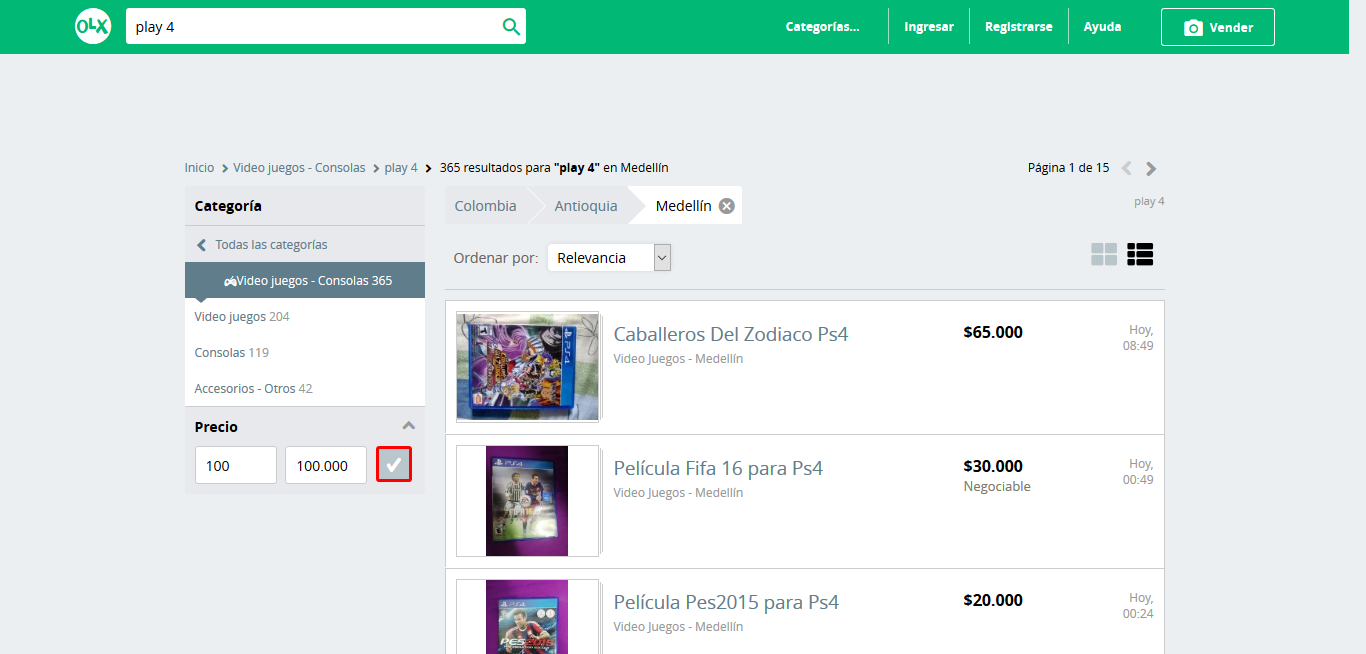 OLX
play 4
Categorías...
Ingresar
Registrarse
Ayuda
Vender
Inicio > Video juegos - Consolas > play 4 > 365 resultados para "play 4" en Medellín
Página 1 de 15
Categoría
Todas las categorías
Video juegos - Consolas 365
Video juegos 204
Consolas 119
Accesorios - Otros 42
Precio
100
100.000
Colombia
Antioquia
Medellín
play 4
Ordenar por:
Relevancia
PS4
Caballeros Del Zodiaco Ps4
Video Juegos - Medellín
$65.000
Hoy,
08:49
PS4
Película Fifa 16 para Ps4
Video Juegos - Medellín
$30.000
Negociable
Hoy,
00:49
PS4
PES2015
Película Pes2015 para Ps4
Video Juegos - Medellín
$20.000
Hoy,
00:24